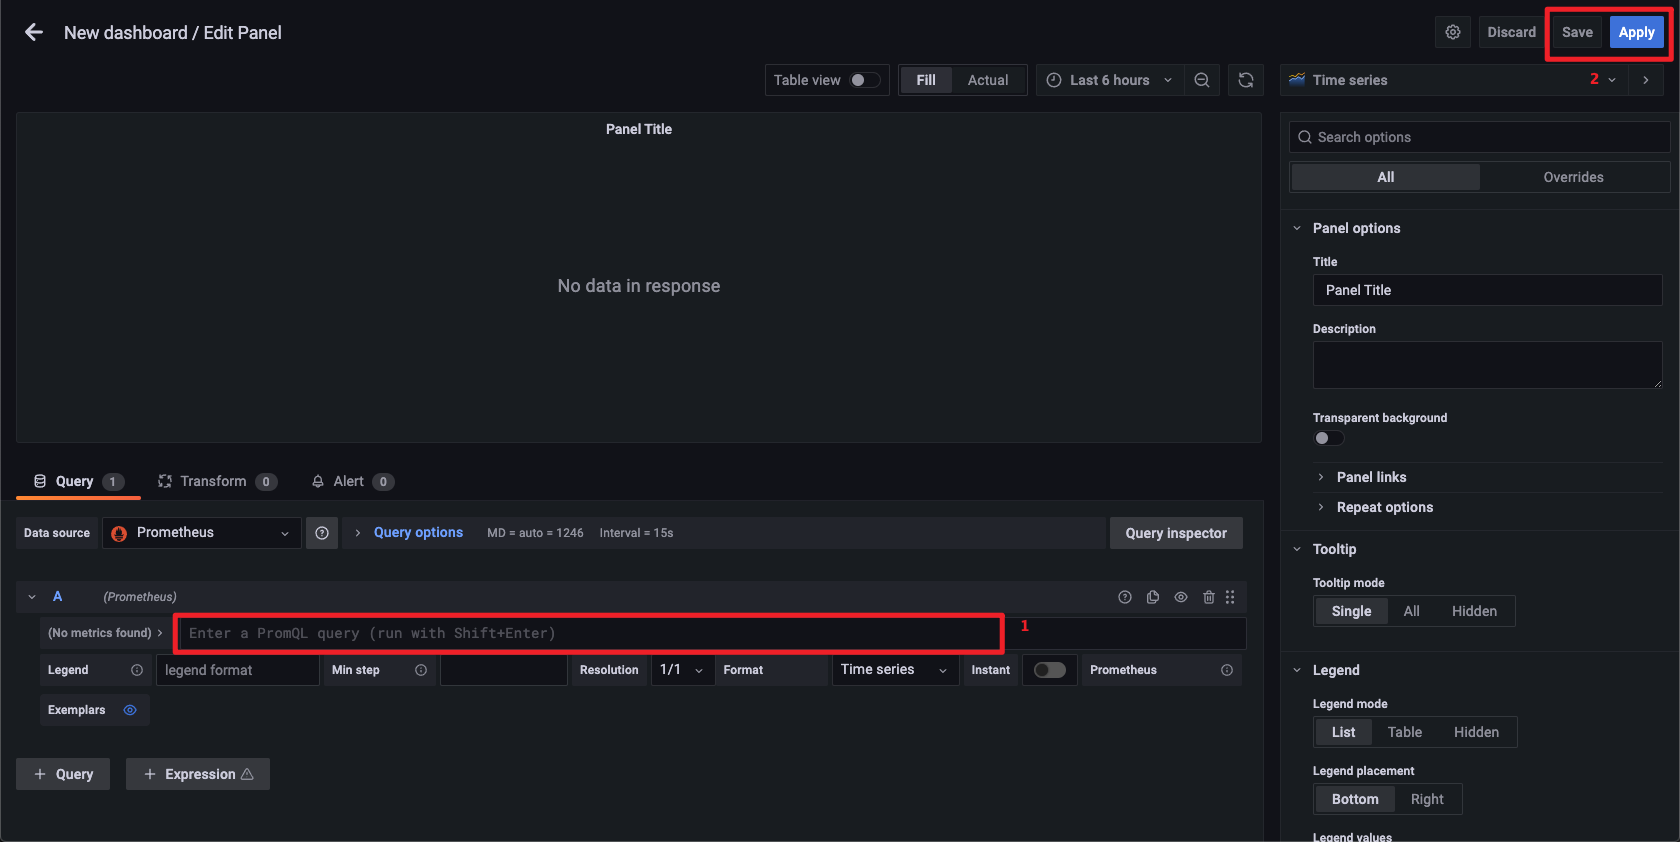 New dashboard / Edit Panel
Discard
Save
Apply
Table view
Fill
Actual
Last 6 hours
Time series
2
Panel Title
No data in response
Search options
All
Overrides
Panel options
Title
Panel Title
Description
Transparent background
Panel links
Repeat options
Tooltip
Tooltip mode
Single
All
Hidden
Legend
Legend mode
List
Table
Hidden
Legend placement
Bottom
Right
Legend values
Query 1
Transform 0
Alert 0
Data source
Prometheus
Query options
MD = auto = 1246
Interval = 15s
Query inspector
A
(Prometheus)
(No metrics found) >
Enter a PromQL query (run with Shift+Enter)
1
Legend
legend format
Min step
Resolution
1/1
Format
Time series
Instant
Prometheus
Exemplars
+ Query
+ Expression